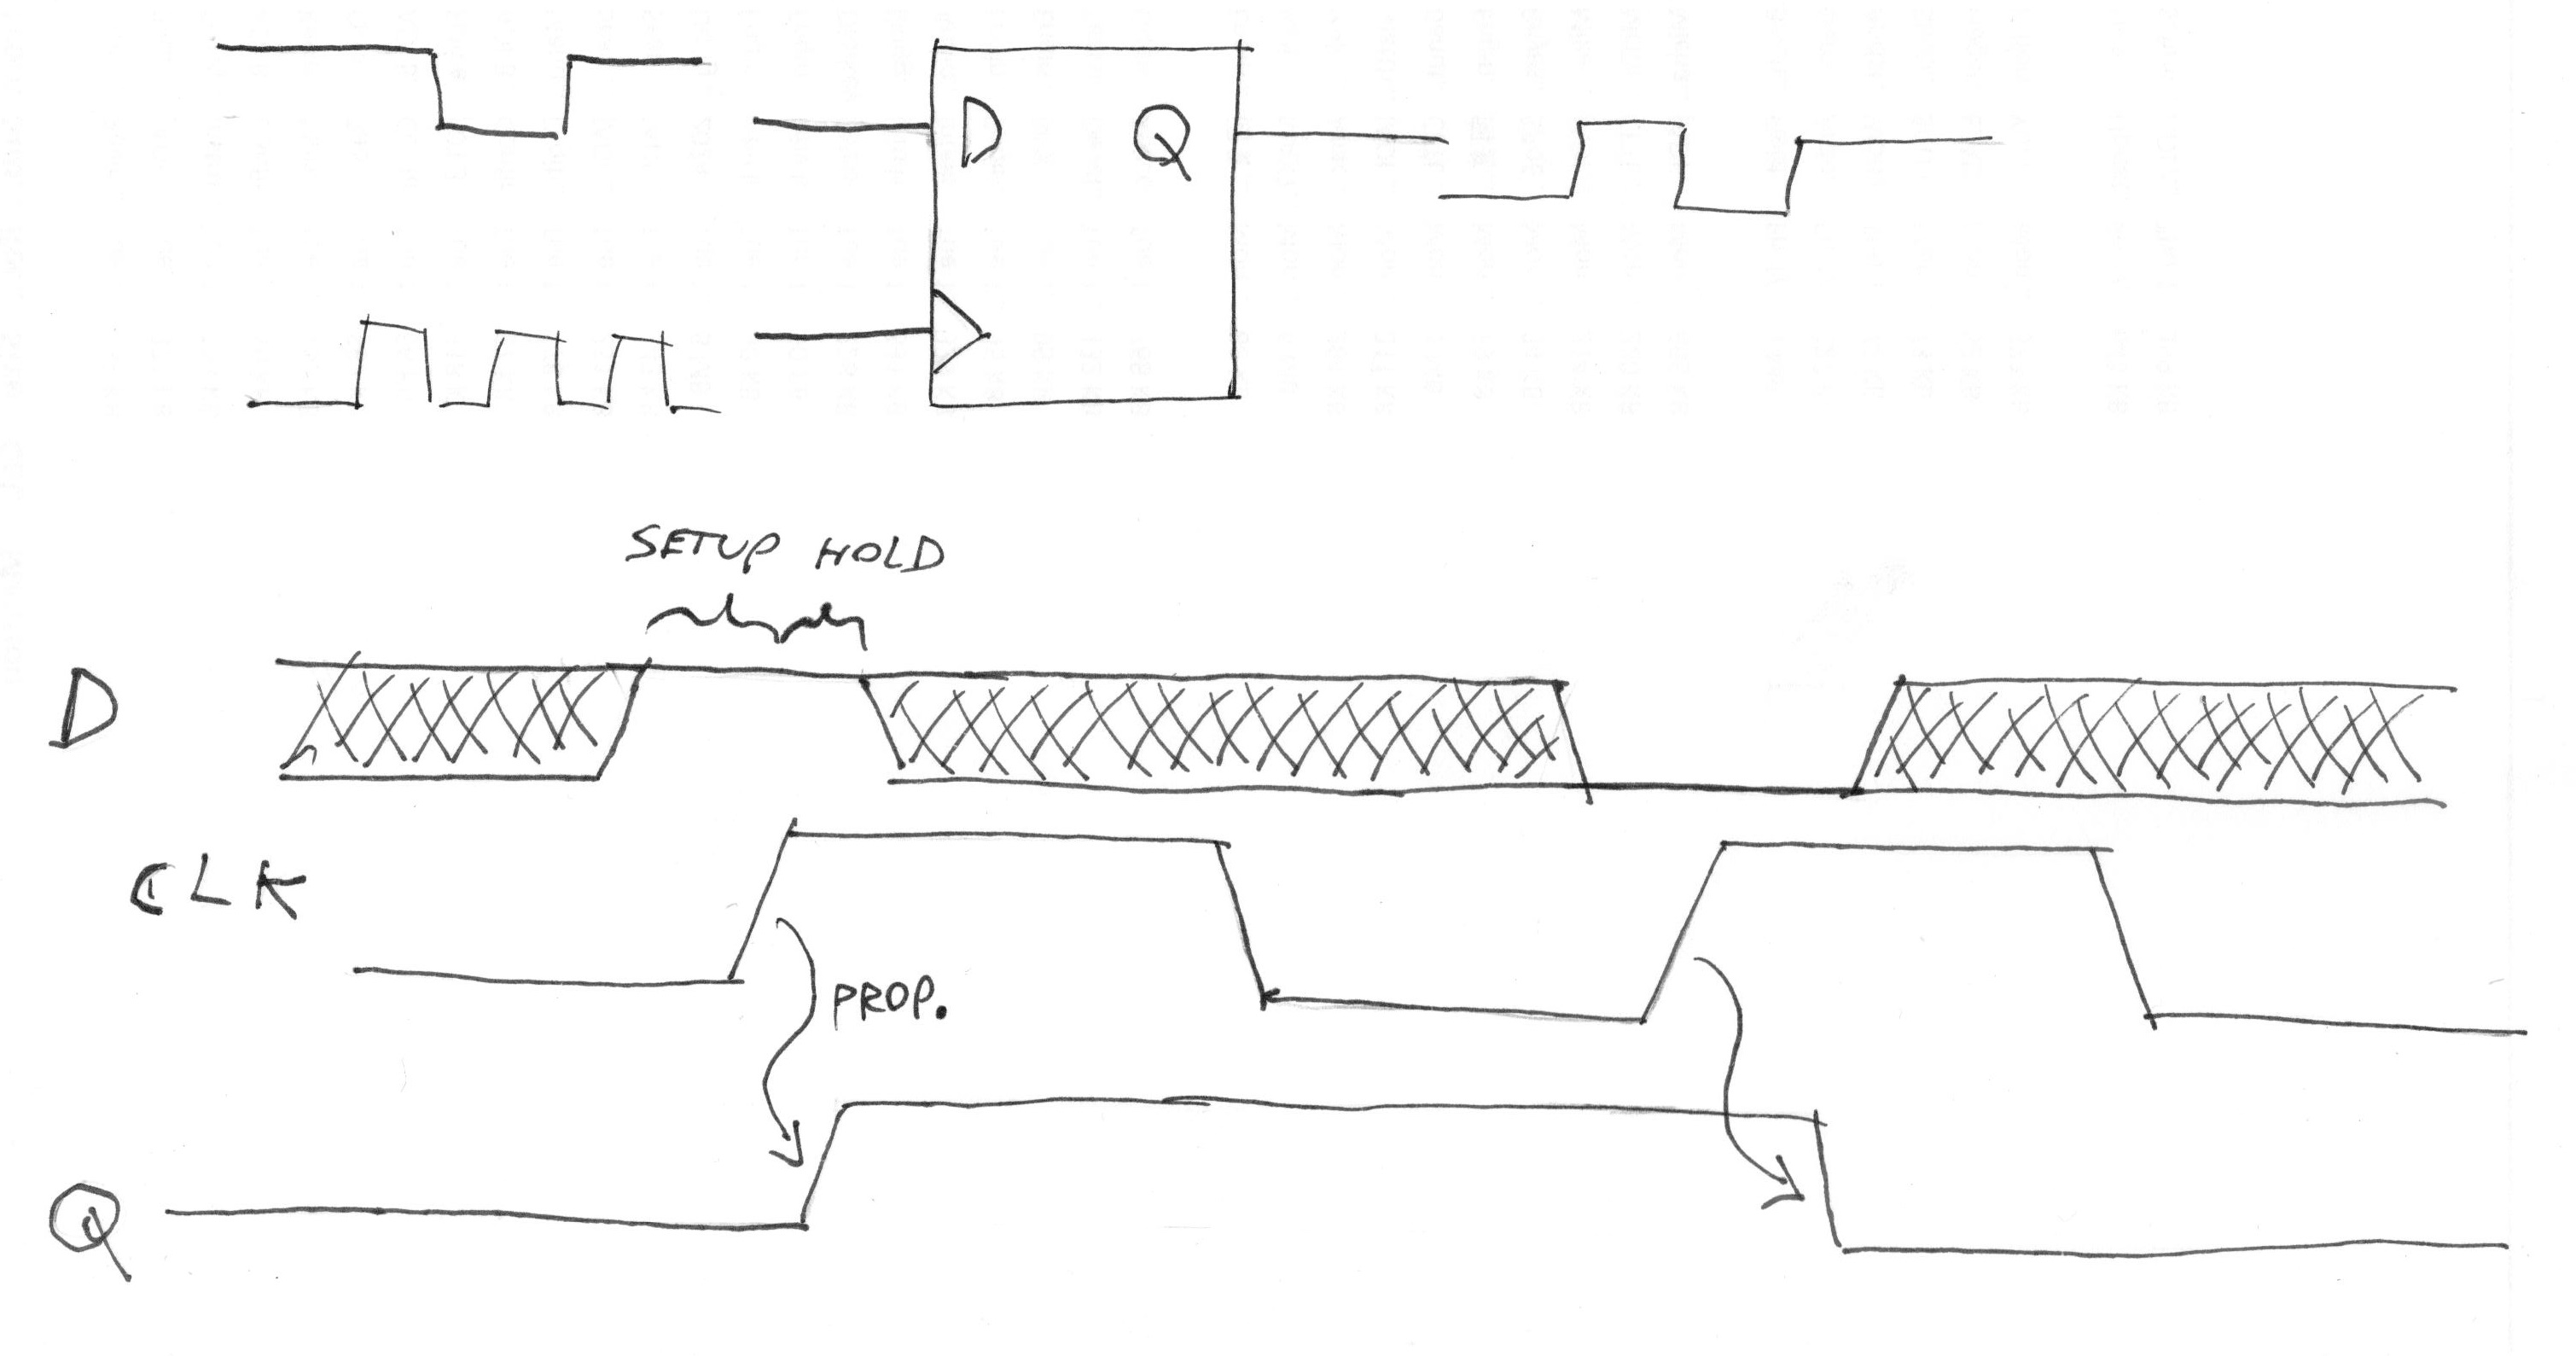 D Q
SETUP HOLD
D
CLK
PROP.
Q